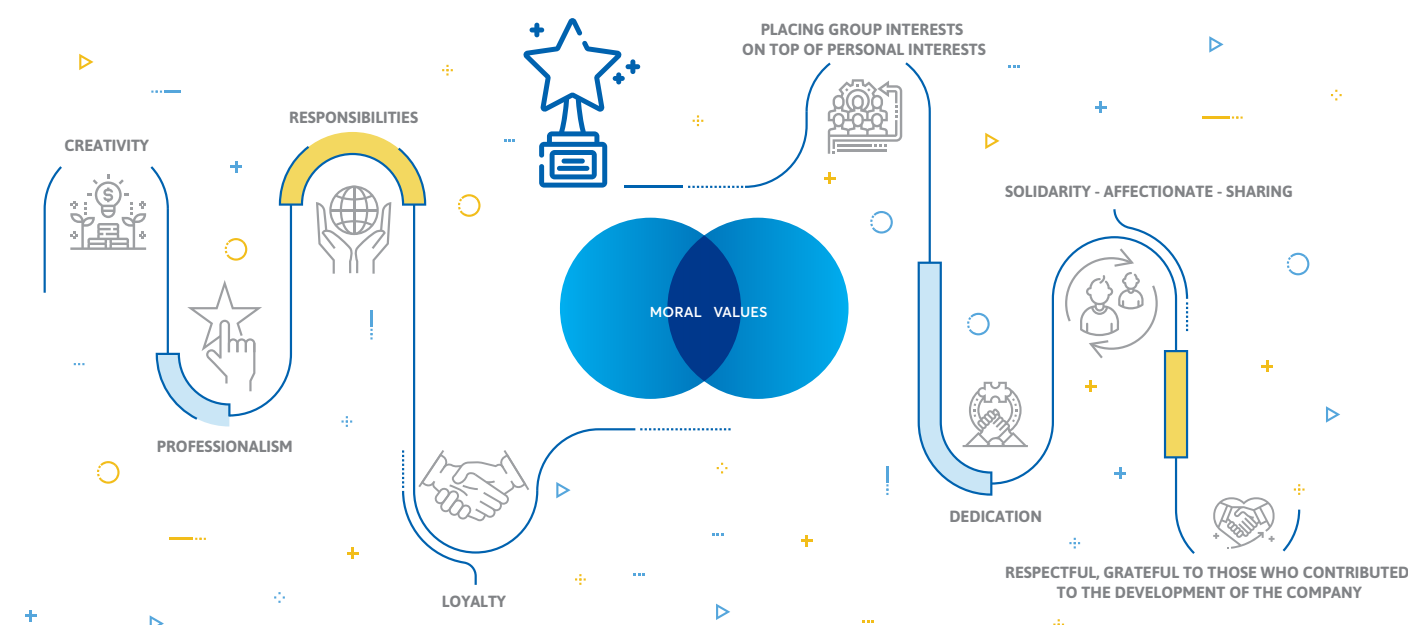 CREATIVITY
PROFESSIONALISM
RESPONSIBILITIES
LOYALTY
MORAL VALUES
PLACING GROUP INTERESTS
ON TOP OF PERSONAL INTERESTS
DEDICATION
SOLIDARITY - AFFECTIONATE - SHARING
RESPECTFUL, GRATEFUL TO THOSE WHO CONTRIBUTED
TO THE DEVELOPMENT OF THE COMPANY